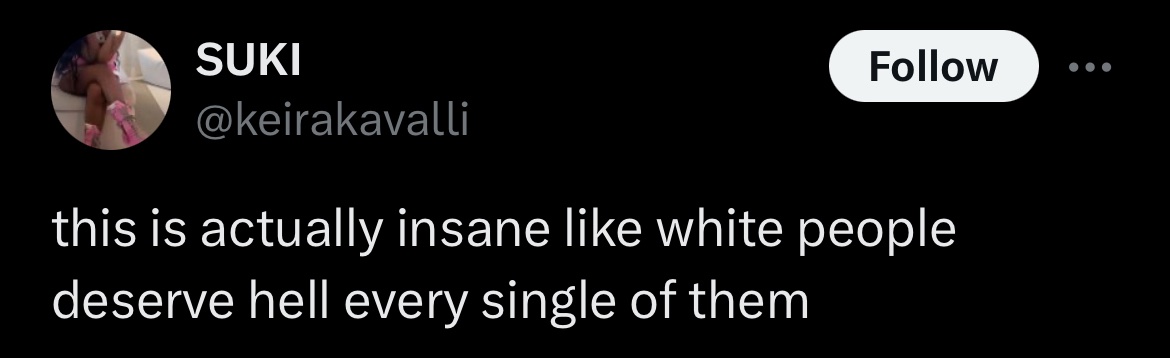 SUKI
Follow
@keirakavalli
this is actually insane like white people
deserve hell every single of them